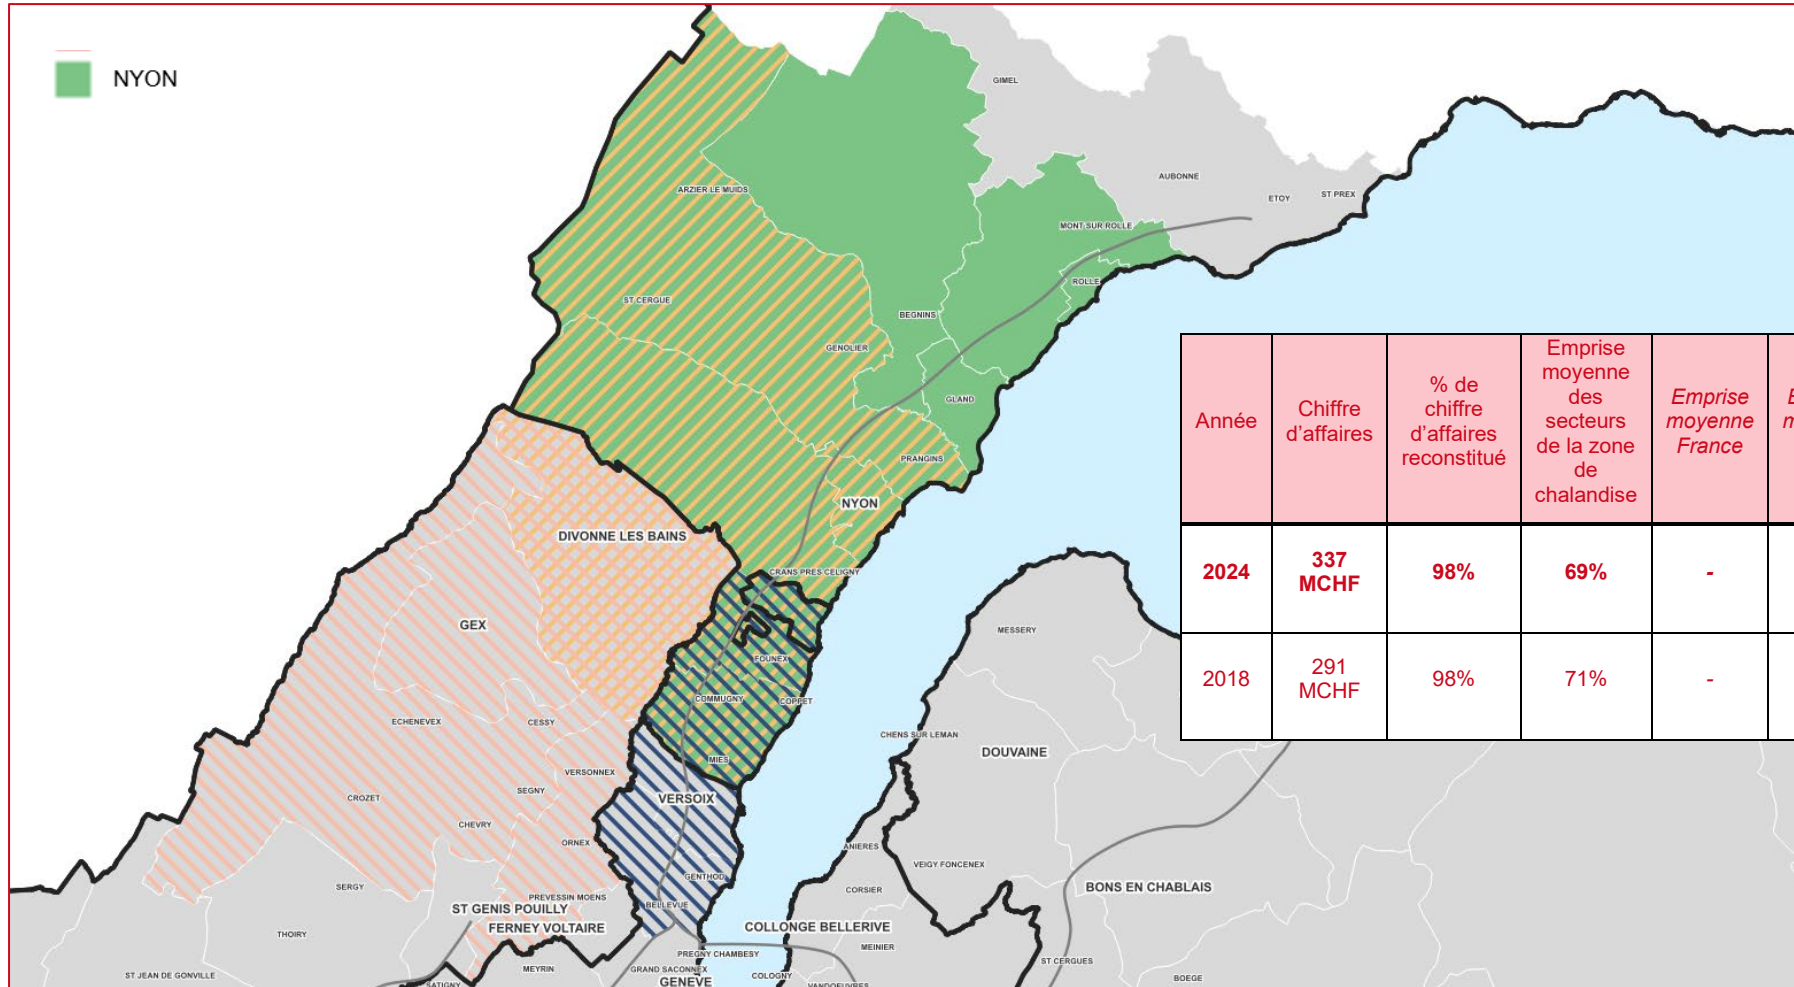 NYON
GIMEL
AUBONNE
ETOY
ST PREX
ARZIER LE MUIDS
MONT SUR ROLLE
ROLLE
ST CERGUE
BEGNINS
GENOLIER
GLAND
PRANGINS
NYON
DIVONNE LES BAINS
CRANS PRES CELIGNY
GEX
FOUNEX
COMMUGNY
COPPET
ECHENEVEX
CESSY
MIES
VERSONNEX
SEGNY
CROZET
VERSOIX
CHEVRY
ORNEX
GENTHOD
SERGY
PREVESSIN MOENS
BELLEVUE
ST GENIS POUILLY
FERNEY VOLTAIRE
THOIRY
ST JEAN DE GONVILLE
MEYRIN
SATIGNY
PREGNY CHAMBESY
GRAND SACONNEX
GENEVE
COLOGNY
VANDOEUVRES
COLLONGE BELLERIVE
MEINIER
CORSIER
ANIERES
VEIGY FONCENEX
CHENS SUR LEMAN
DOUVAINE
MESSERY
BONS EN CHABLAIS
ST CERGUES
BOEGE
Année
Chiffre
d'affaires
% de
chiffre
d'affaires
reconstitué
Emprise
moyenne
des
secteurs
de la zone
de
chalandise
Emprise
moyenne
France
2024
337
MCHF
98%
69%
-
2018
291
MCHF
98%
71%
-